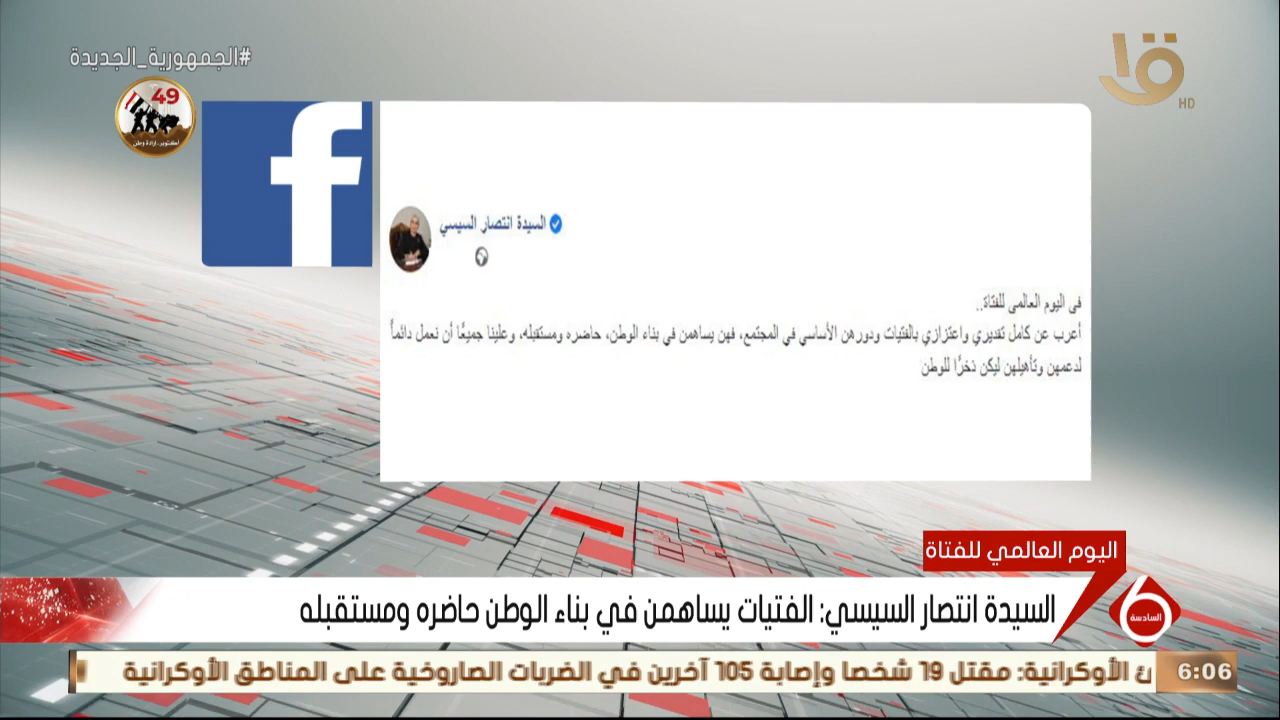 #الجمهورية_الجديدة
49
أكتوبر.. إرادة وطن
HD
السيدة انتصار السيسي
فى اليوم العالمى للفتاة..
أعرب عن كامل تقديري واعتزازي بالفتيات ودورهن الأساسي في المجتمع، فهن يساهمن في بناء الوطن، حاضره ومستقبله، وعلينا جميعًا أن نعمل دائماً
لدعمهن وتأهيلهن ليكن ذخرًا للوطن
اليوم العالمي للفتاة
السيدة انتصار السيسي: الفتيات يساهمن في بناء الوطن حاضره ومستقبله
السادسة
6:06
ئ الأوكرانية: مقتل 19 شخصا وإصابة 105 آخرين في الضربات الصاروخية على المناطق الأوكرانية